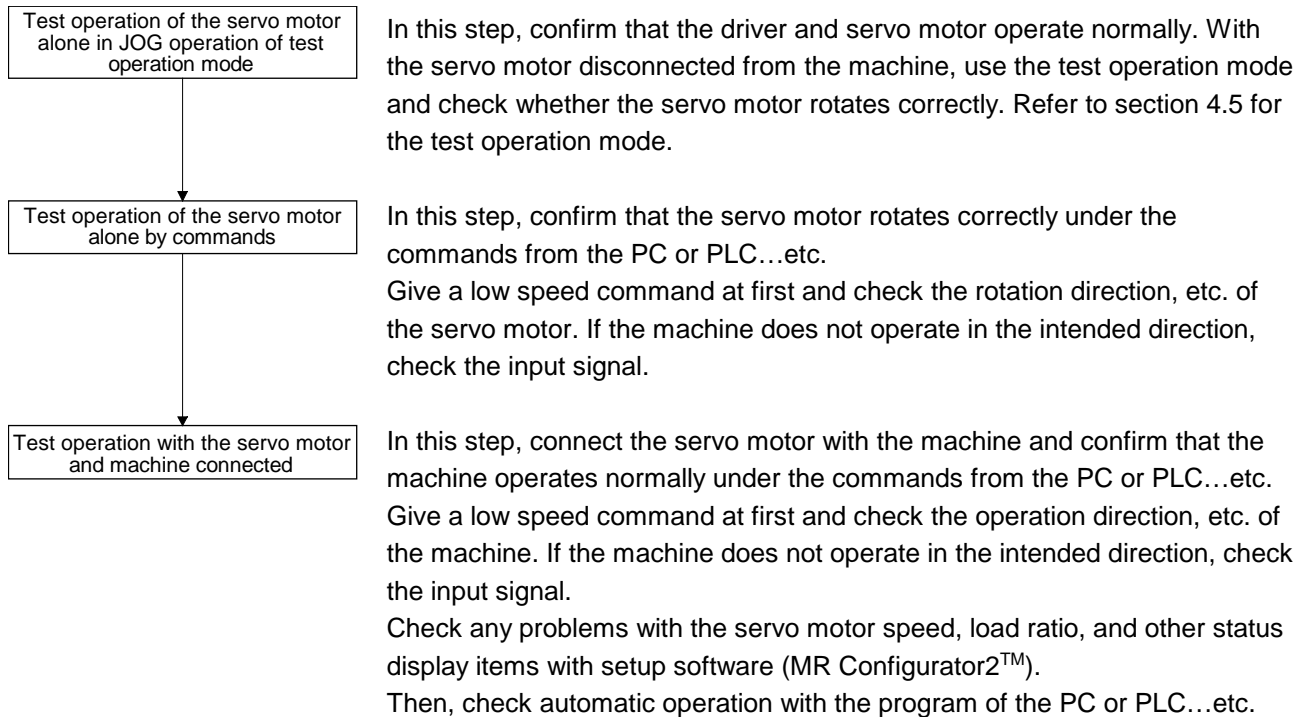 Test operation of the servo motor
alone in JOG operation of test
operation mode
In this step, confirm that the driver and servo motor operate normally. With
the servo motor disconnected from the machine, use the test operation mode
and check whether the servo motor rotates correctly. Refer to section 4.5 for
the test operation mode.
Test operation of the servo motor
alone by commands
In this step, confirm that the servo motor rotates correctly under the
commands from the PC or PLC…etc.
Give a low speed command at first and check the rotation direction, etc. of
the servo motor. If the machine does not operate in the intended direction,
check the input signal.
Test operation with the servo motor
and machine connected
In this step, connect the servo motor with the machine and confirm that the
machine operates normally under the commands from the PC or PLC…etc.
Give a low speed command at first and check the operation direction, etc. of
the machine. If the machine does not operate in the intended direction, check
the input signal.
Check any problems with the servo motor speed, load ratio, and other status
display items with setup software (MR Configurator2™).
Then, check automatic operation with the program of the PC or PLC…etc.